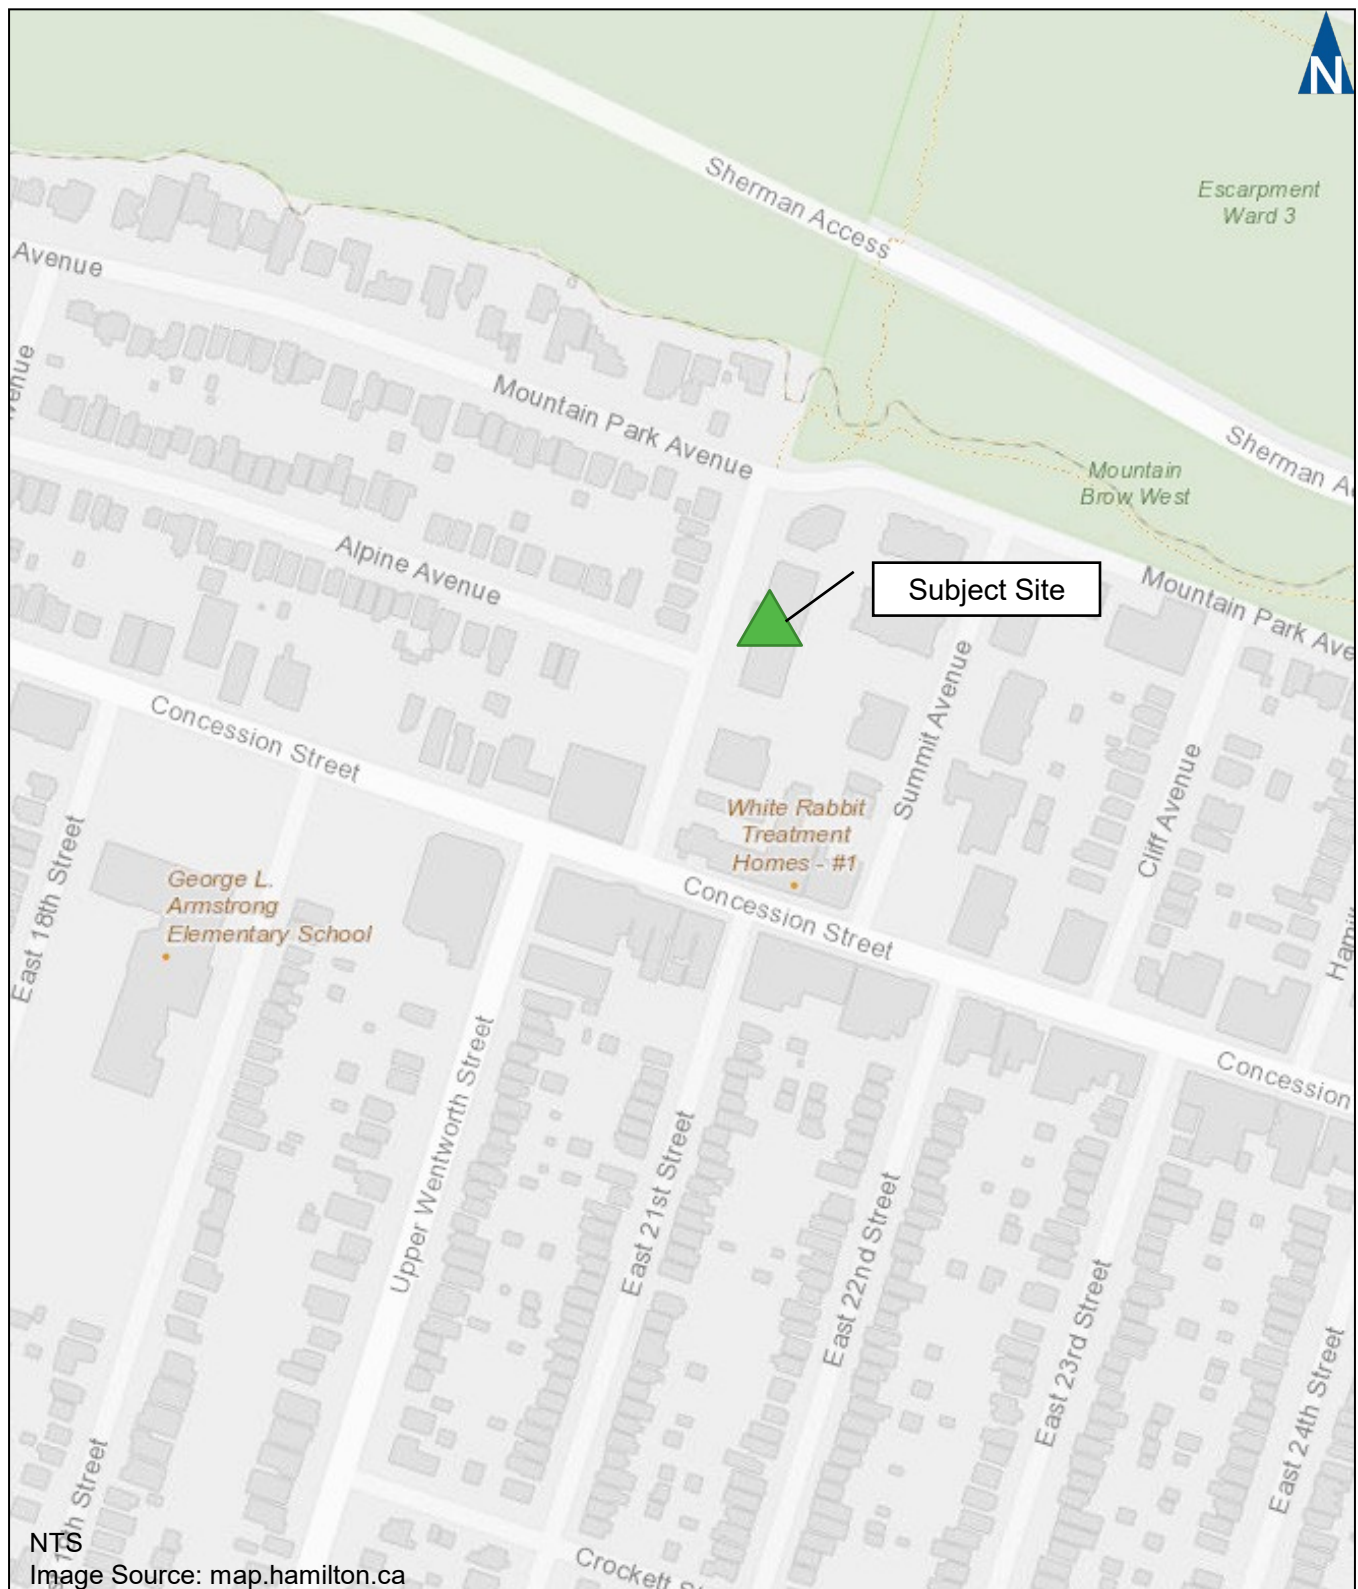 N
Sherman Access
Escarpment
Ward 3
Avenue
Mountain Park Avenue
Sherman A
Mountain
Brow West
Alpine Avenue
Subject Site
Mountain Park Ave
Concession Street
Summit Avenue
Cliff Avenue
White Rabbit
Treatment
Homes - #1
George L.
Armstrong
Elementary School
East 18th Street
Concession Street
Concession
Upper Wentworth Street
East 21st Street
East 22nd Street
East 23rd Street
East 24th Street
Street
Crockett
NTS
Image Source: map.hamilton.ca